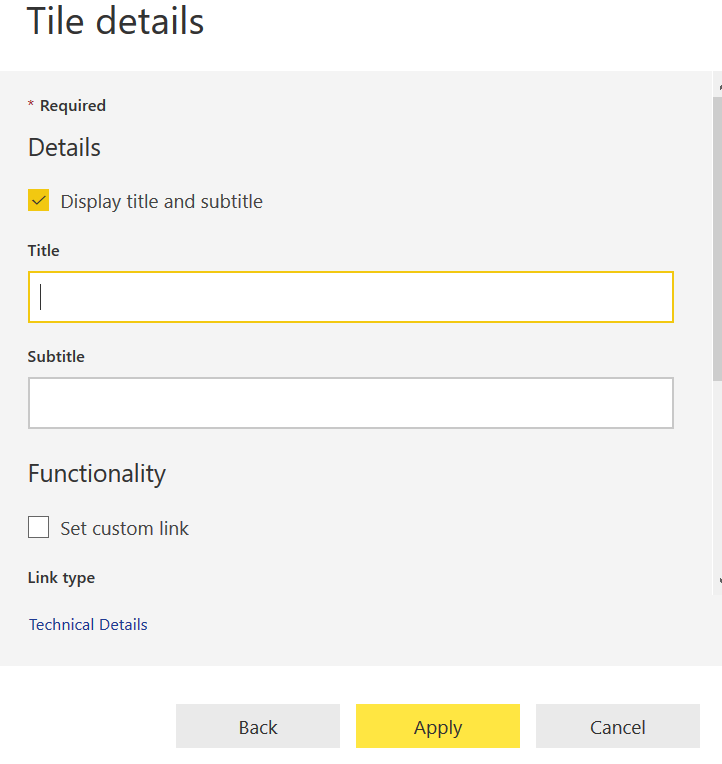 Tile details
* Required
Details
Display title and subtitle
Title
Subtitle
Functionality
Set custom link
Link type
Technical Details
Back Apply Cancel